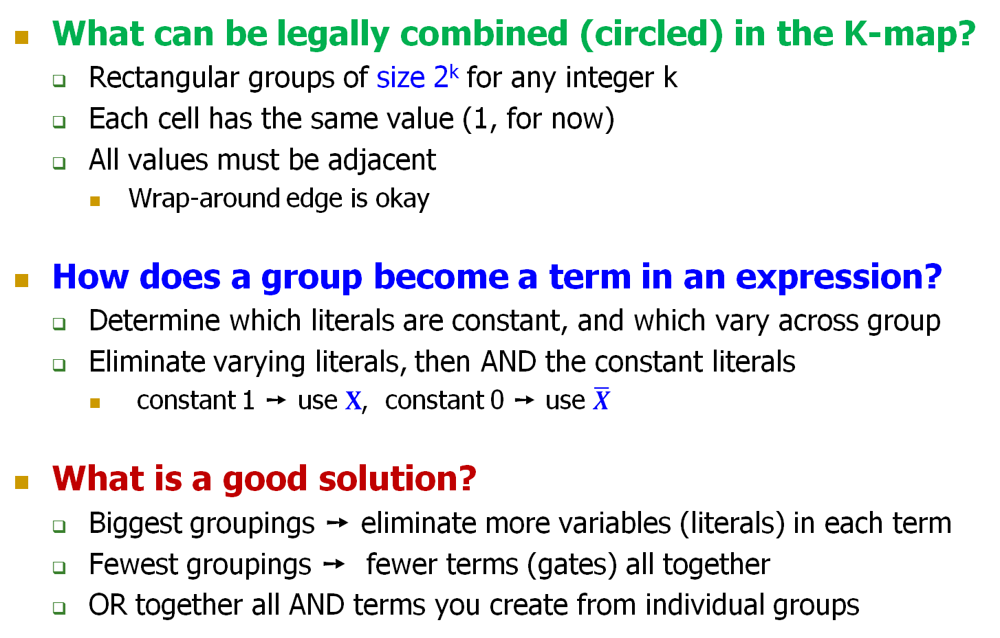 What can be legally combined (circled) in the K-map?
Rectangular groups of size 2ᵏ for any integer k
Each cell has the same value (1, for now)
All values must be adjacent
Wrap-around edge is okay
How does a group become a term in an expression?
Determine which literals are constant, and which vary across group
Eliminate varying literals, then AND the constant literals
constant 1 → use X, constant 0 → use X̅
What is a good solution?
Biggest groupings → eliminate more variables (literals) in each term
Fewest groupings → fewer terms (gates) all together
OR together all AND terms you create from individual groups